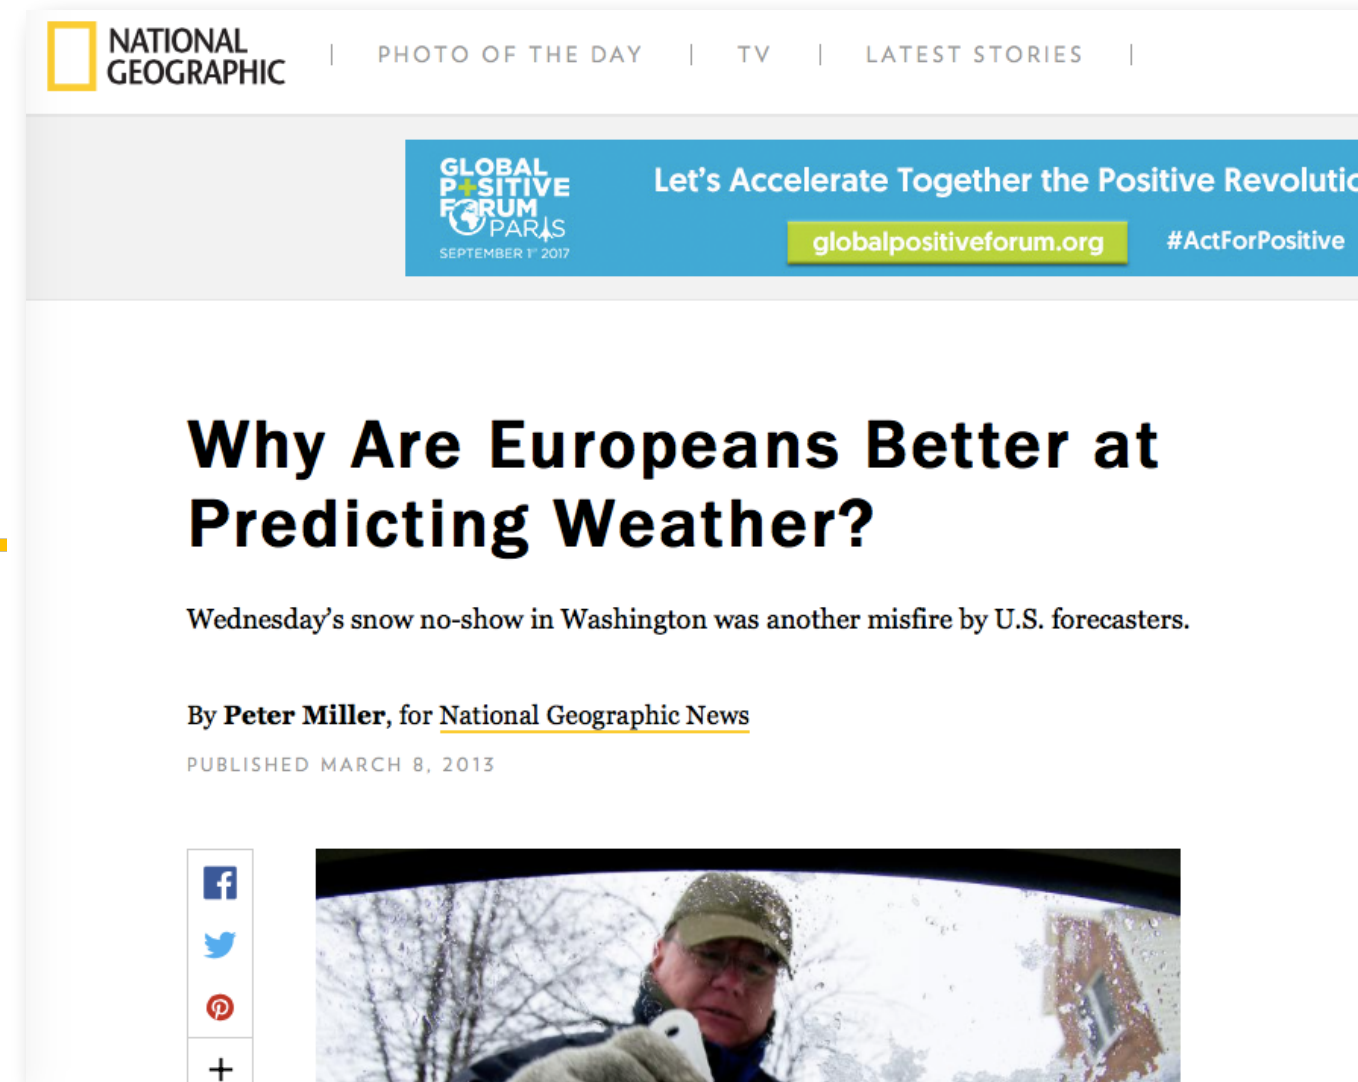 NATIONAL
GEOGRAPHIC
PHOTO OF THE DAY
TV
LATEST STORIES
GLOBAL
P+SITIVE
FORUM
PARIS
SEPTEMBER 1ST 2017
Let's Accelerate Together the Positive
globalpositiveforum.org
#ActForPositive
Why Are Europeans Better at
Predicting Weather?
Wednesday's snow no-show in Washington was another misfire by U.S. forecasters.
By Peter Miller, for National Geographic News
PUBLISHED MARCH 8, 2013